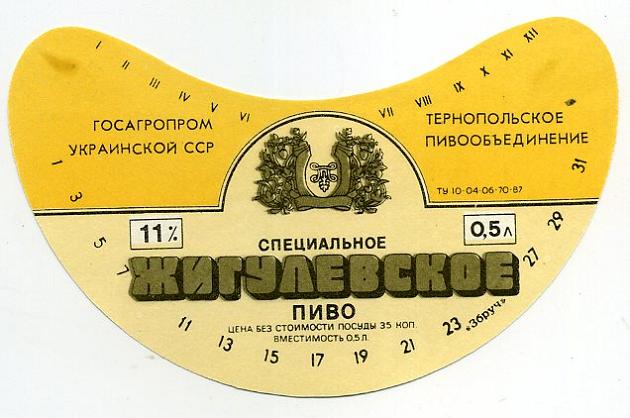 I II III IV V VI VII VIII IX X XI XII
ГОСАГРОПРОМ
УКРАИНСКОЙ ССР
ТЕРНОПОЛЬСКОЕ
ПИВООБЪЕДИНЕНИЕ
ТУ 10-04-06-70-87
11%
0,5 л
СПЕЦИАЛЬНОЕ
ЖИГУЛЕВСКОЕ
ПИВО
ЦЕНА БЕЗ СТОИМОСТИ ПОСУДЫ 35 КОП.
ВМЕСТИМОСТЬ 0,5 Л.
1 3 5 7 11 13 15 17 19 21 23 27 29 31
«Збруч»